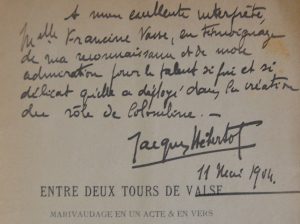 A mon excellente interprète,
Mlle Francine Vasse, en témoignage
de ma reconnaissance et de mon
admiration pour le talent si fin et si
délicat qu'elle a déployé dans la création
du rôle de Colombine. —
Jacques Hébertot
11 Mai 1904.
ENTRE DEUX TOURS DE VALSE
MARIVAUDAGE EN UN ACTE & EN VERS